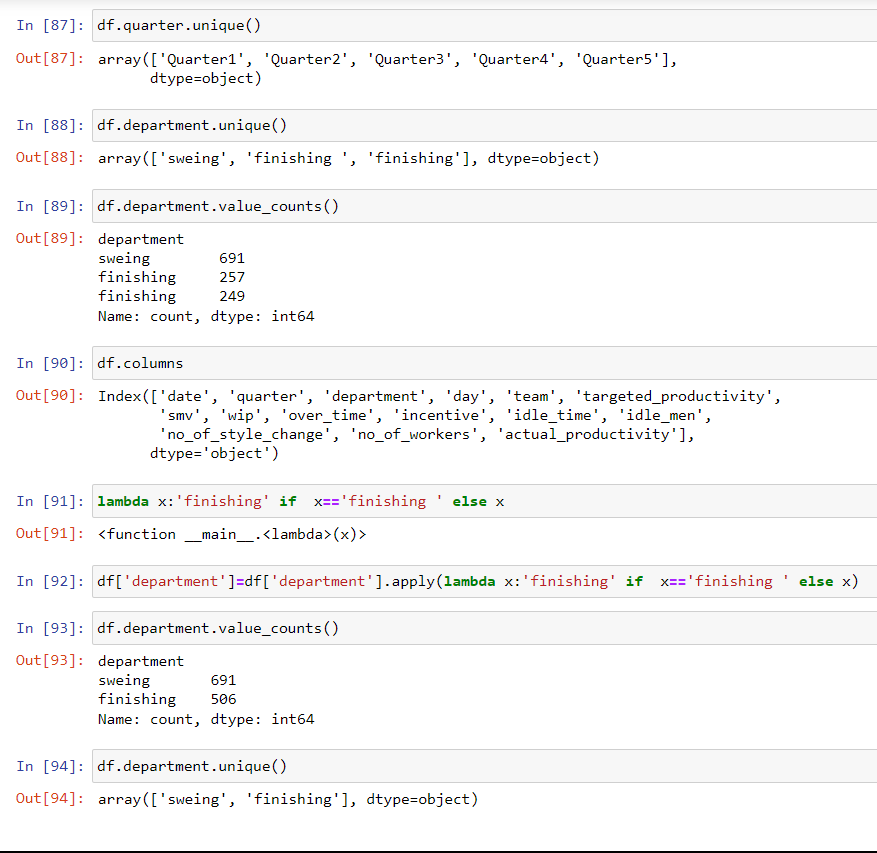 In [87]: df.quarter.unique()
Out[87]: array(['Quarter1', 'Quarter2', 'Quarter3', 'Quarter4', 'Quarter5'],
      dtype=object)
In [88]: df.department.unique()
Out[88]: array(['sweing', 'finishing ', 'finishing'], dtype=object)
In [89]: df.department.value_counts()
Out[89]: department
sweing        691
finishing     257
finishing     249
Name: count, dtype: int64
In [90]: df.columns
Out[90]: Index(['date', 'quarter', 'department', 'day', 'team', 'targeted_productivity',
       'smv', 'wip', 'over_time', 'incentive', 'idle_time', 'idle_men',
       'no_of_style_change', 'no_of_workers', 'actual_productivity'],
      dtype='object')
In [91]: lambda x:'finishing' if  x=='finishing ' else x
Out[91]: <function __main__.<lambda>(x)>
In [92]: df['department']=df['department'].apply(lambda x:'finishing' if  x=='finishing ' else x)
In [93]: df.department.value_counts()
Out[93]: department
sweing       691
finishing    506
Name: count, dtype: int64
In [94]: df.department.unique()
Out[94]: array(['sweing', 'finishing'], dtype=object)